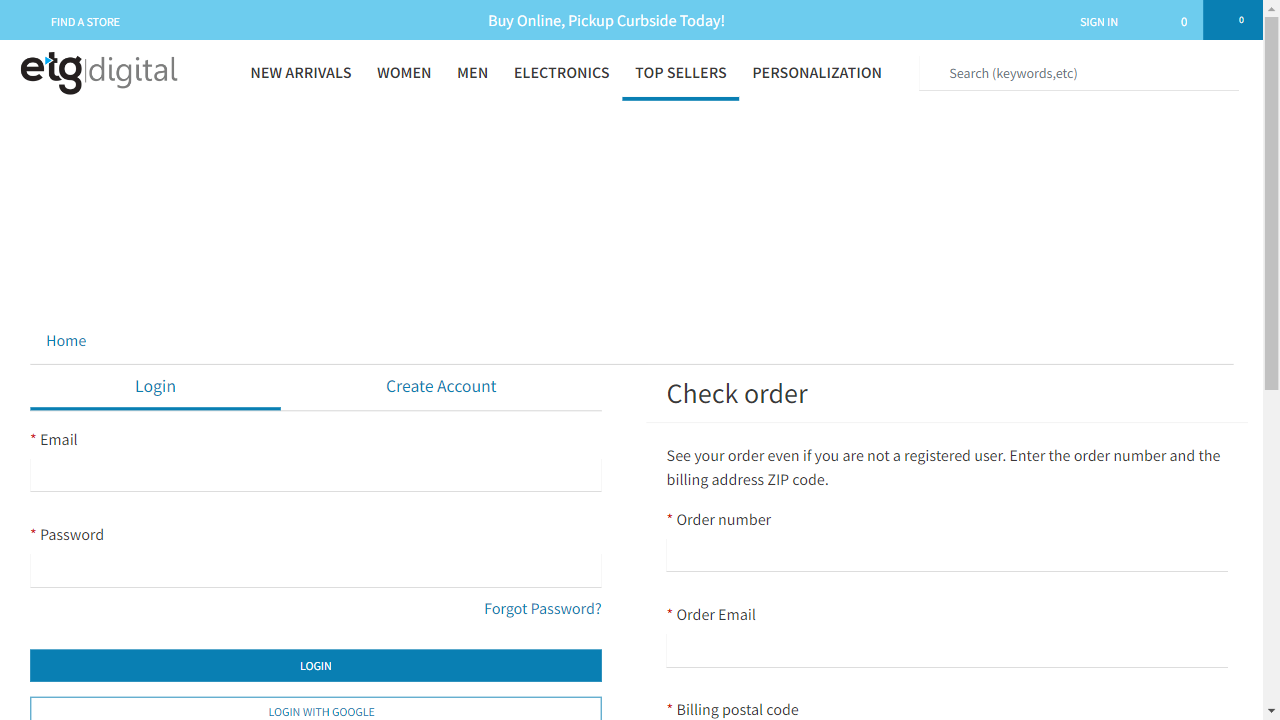 FIND A STORE
Buy Online, Pickup Curbside Today!
SIGN IN
0
0
etg|digital
NEW ARRIVALS
WOMEN
MEN
ELECTRONICS
TOP SELLERS
PERSONALIZATION
Search (keywords,etc)
Home
Login
Create Account
* Email
* Password
Forgot Password?
LOGIN
LOGIN WITH GOOGLE
Check order
See your order even if you are not a registered user. Enter the order number and the
billing address ZIP code.
* Order number
* Order Email
* Billing postal code